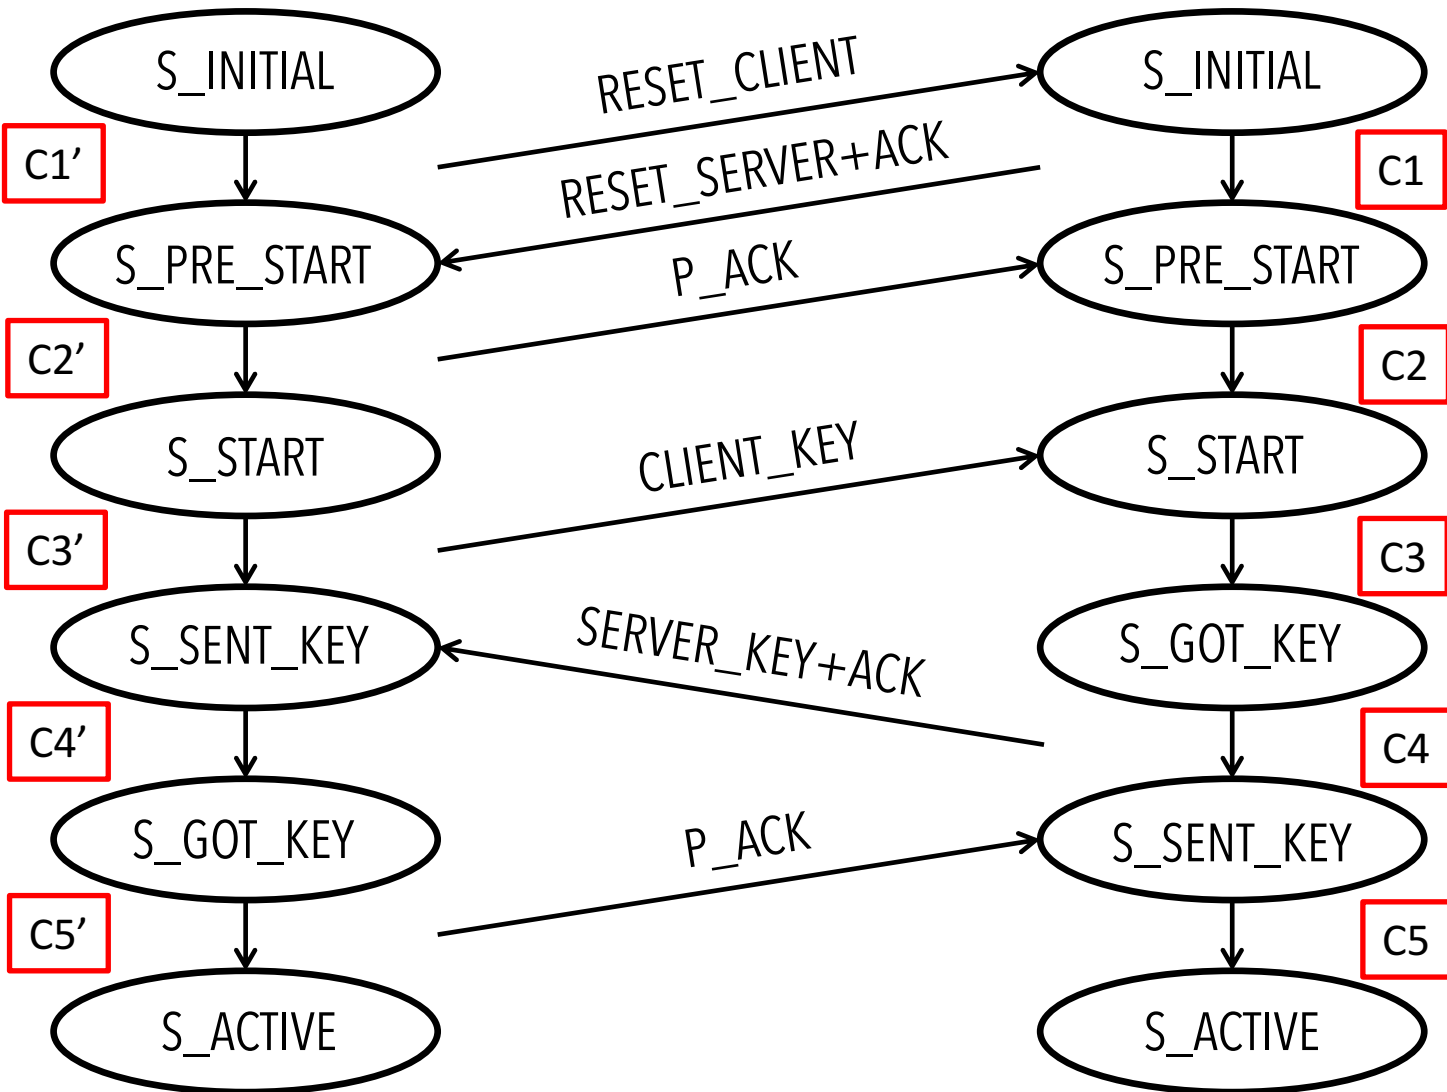 S_INITIAL
RESET_CLIENT
S_INITIAL
C1’
RESET_SERVER+ACK
C1
S_PRE_START
P_ACK
S_PRE_START
C2’
C2
S_START
CLIENT_KEY
S_START
C3’
C3
S_SENT_KEY
SERVER_KEY+ACK
S_GOT_KEY
C4’
C4
S_GOT_KEY
P_ACK
S_SENT_KEY
C5’
C5
S_ACTIVE
S_ACTIVE